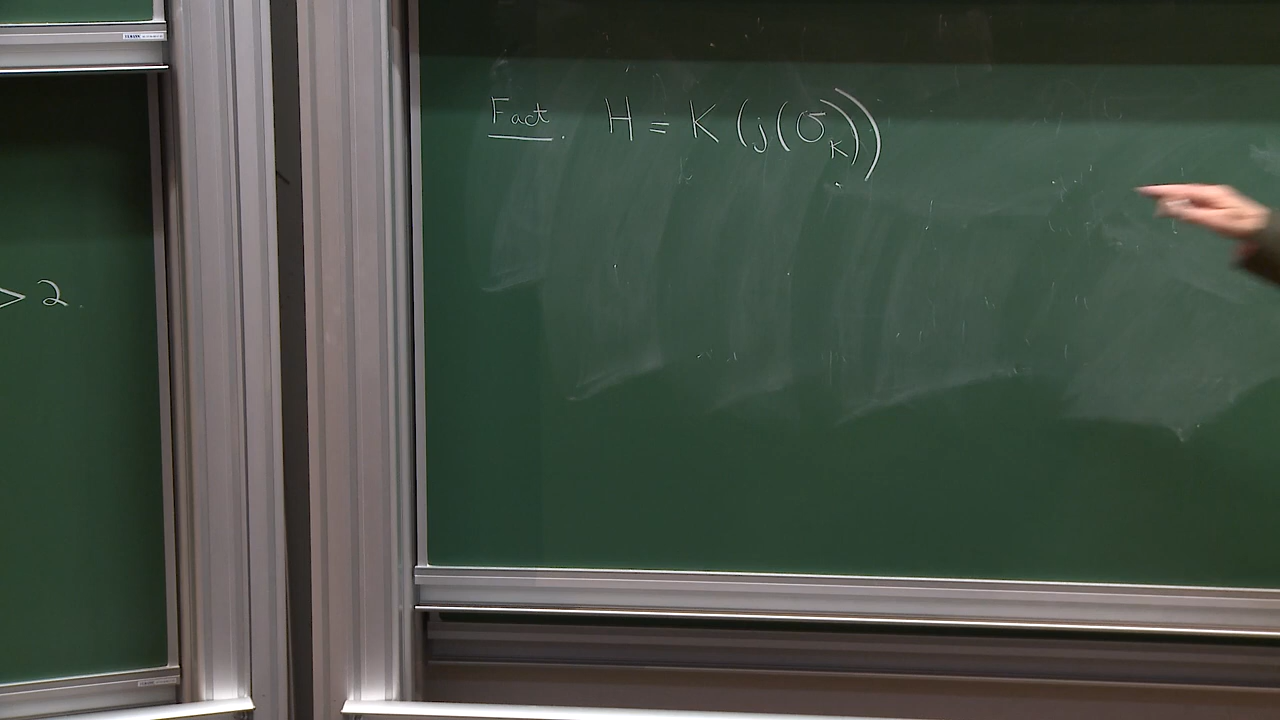 > 2.
Fact. H = K(j(σ_K))